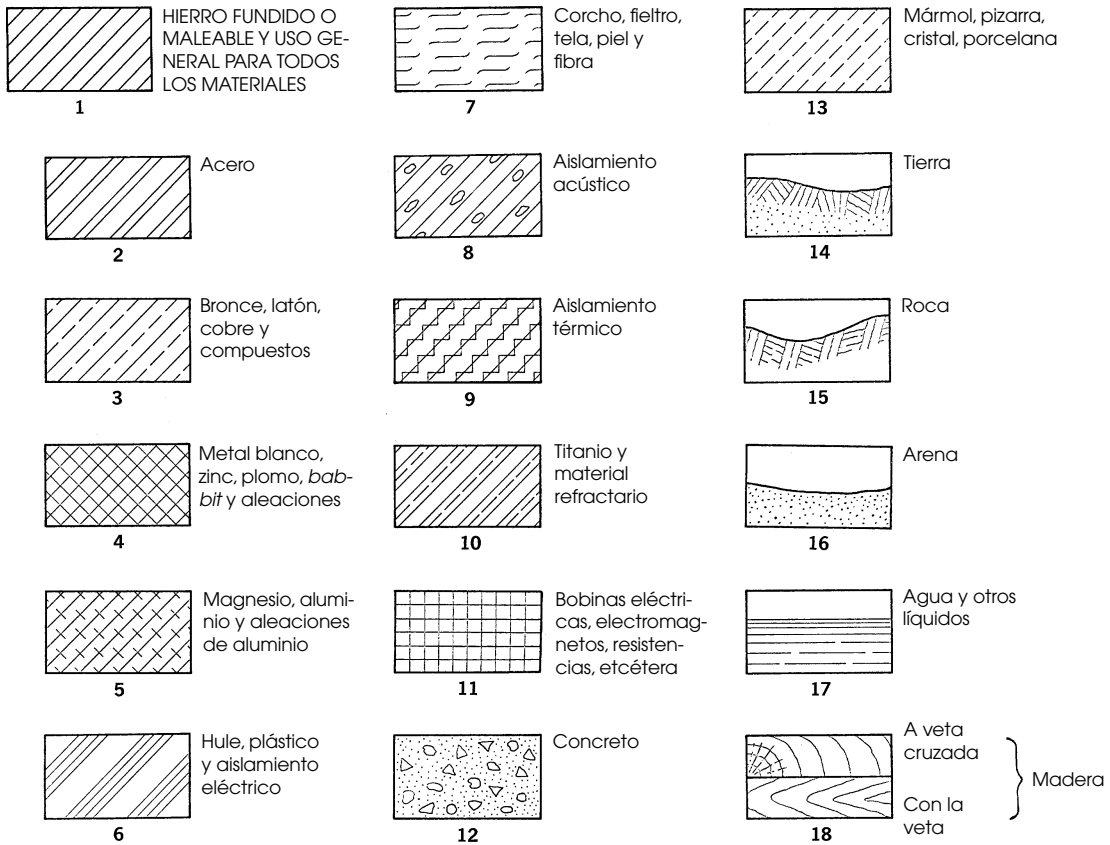 HIERRO FUNDIDO O
MALEABLE Y USO GE-
NERAL PARA TODOS
LOS MATERIALES
1
Acero
2
Bronce, latón,
cobre y
compuestos
3
Metal blanco,
zinc, plomo, bab-
bit y aleaciones
4
Magnesio, alumi-
nio y aleaciones
de aluminio
5
Hule, plástico
y aislamiento
eléctrico
6
Corcho, fieltro,
tela, piel y
fibra
7
Aislamiento
acústico
8
Aislamiento
térmico
9
Titanio y
material
refractario
10
Bobinas eléctri-
cas, electromag-
netos, resisten-
cias, etcétera
11
Concreto
12
Mármol, pizarra,
cristal, porcelana
13
Tierra
14
Roca
15
Arena
16
Agua y otros
líquidos
17
A veta
cruzada
Madera
Con la
veta
18